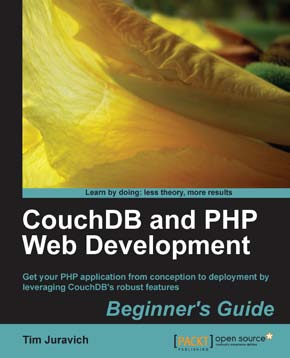 Learn by doing: less theory, more results
CouchDB and PHP
Web Development
Get your PHP application from conception to deployment by
leveraging CouchDB's robust features
Beginner's Guide
Tim Juravich
[PACKT] open source
PUBLISHING